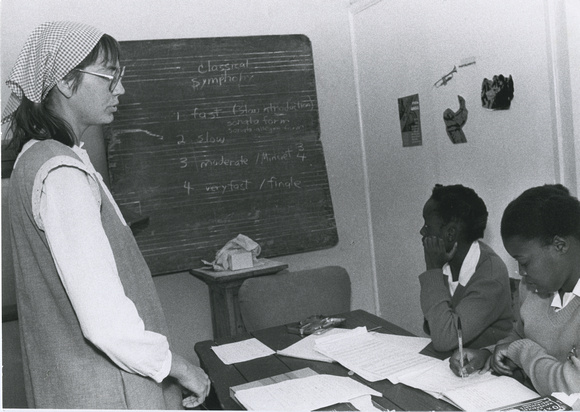 Classical
Symphony
1 fast (slow introduction)
sonata form
2 slow
3 moderate / Minuet 3
4
4 very fast / finale